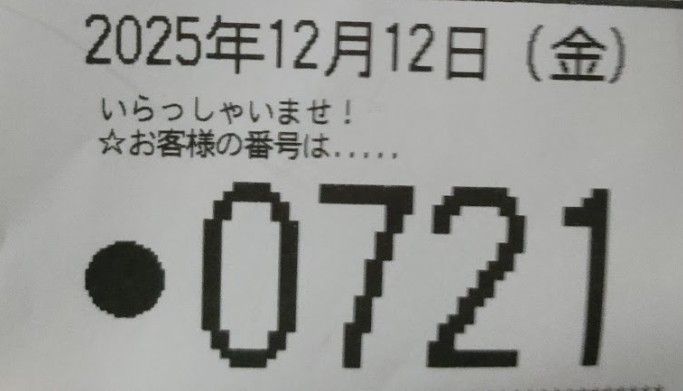 2025年12月12日（金）
いらっしゃいませ！
☆お客様の番号は.....
●0721